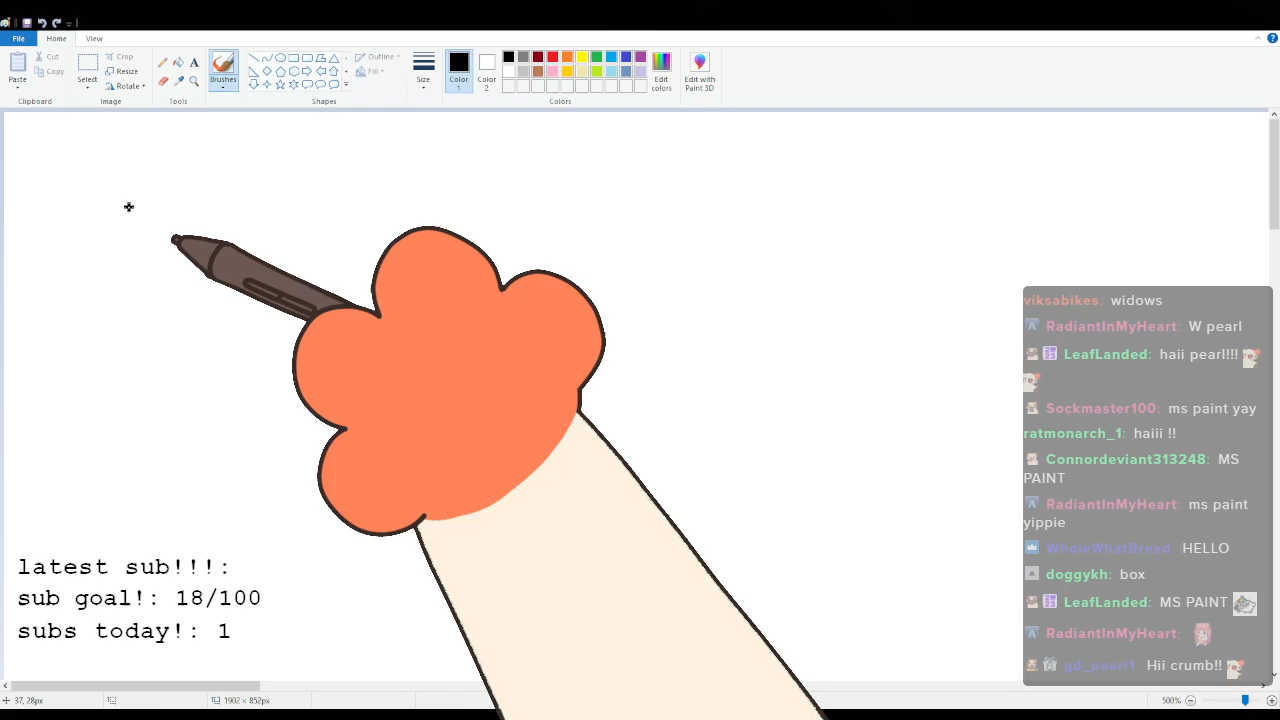 File Home View
Paste
Cut
Copy
Clipboard
Select
Crop
Resize
Rotate
Image
A
Tools
Brushes
Outline
Fill
Shapes
Size
Color 1
Color 2
Edit colors
Colors
Edit with Paint 3D
viksabikes: widows
RadiantInMyHeart: W pearl
LeafLanded: haii pearl!!!
Sockmaster100: ms paint yay
ratmonarch_1: haiii !!
Connordeviant313248: MS
PAINT
RadiantInMyHeart: ms paint
yippie
WholeWhatBread HELLO
doggykh: box
LeafLanded: MS PAINT
RadiantInMyHeart:
qd_pearl1 Hii crumb!!
latest sub!!!:
sub goal!: 18/100
subs today!: 1
37, 28px
1902 × 852px
500%